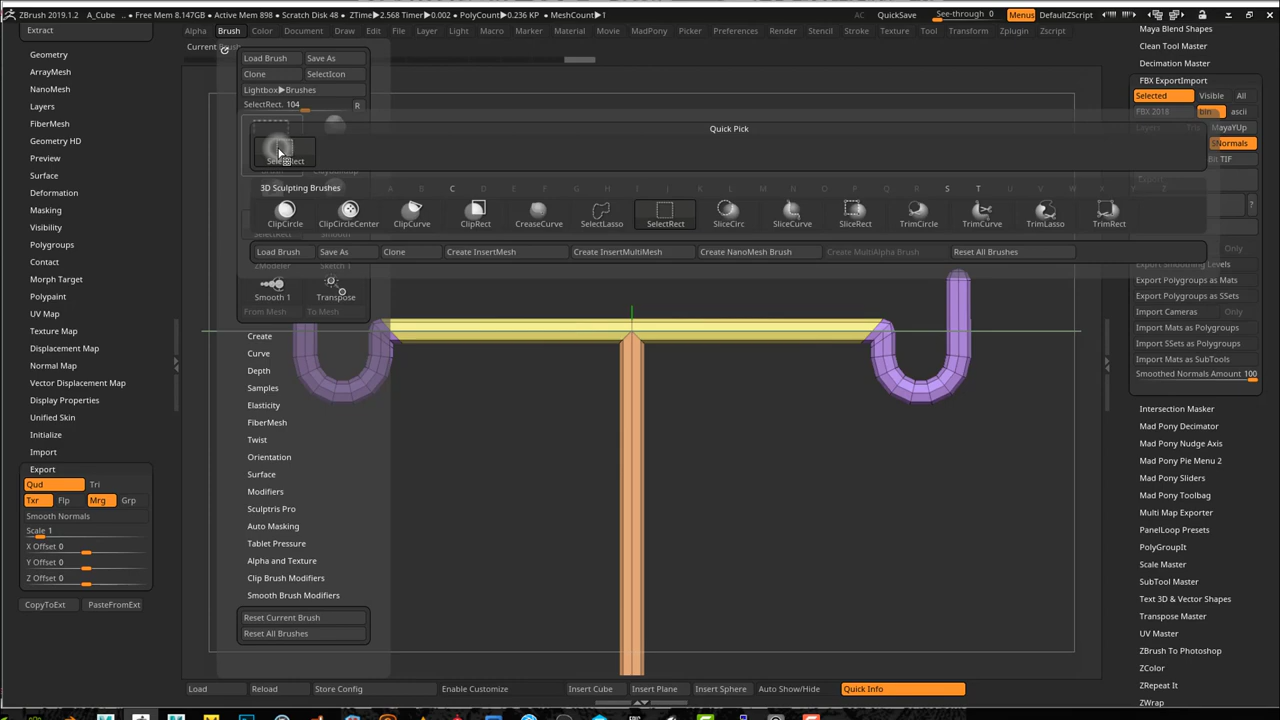 ZBrush 2019.1.2 A_Cube .. • Free Mem 8.147GB • Active Mem 898 • Scratch Disk 48 • ZTime▶2.568 Timer▶0.002 • PolyCount▶0.236 KP • MeshCount▶1 AC QuickSave See-through 0 Menus DefaultZScript
Alpha Brush Color Document Draw Edit File Layer Light Macro Marker Material Movie MadPony Picker Preferences Render Stencil Stroke Texture Tool Transform Zplugin Zscript
Extract
Geometry
ArrayMesh
NanoMesh
Layers
FiberMesh
Geometry HD
Preview
Surface
Deformation
Masking
Visibility
Polygroups
Contact
Morph Target
Polypaint
UV Map
Texture Map
Displacement Map
Normal Map
Vector Displacement Map
Display Properties
Unified Skin
Initialize
Import
Export
Qud Tri
Txr Flp Mrg Grp
Smooth Normals
Scale 1
X Offset 0
Y Offset 0
Z Offset 0
CopyToExt PasteFromExt
Load Brush Save As
Clone SelectIcon
Lightbox▶Brushes
SelectRect. 104 R
Quick Pick
3D Sculpting Brushes A B C D E F G H I J K L M N O P Q R S T U V W X Y Z
ClipCircle ClipCircleCenter ClipCurve ClipRect CreaseCurve SelectLasso SelectRect SliceCirc SliceCurve SliceRect TrimCircle TrimCurve TrimLasso TrimRect
Load Brush Save As Clone Create InsertMesh Create InsertMultiMesh Create NanoMesh Brush Create MultiAlpha Brush Reset All Brushes
ZModeler Sketch 1
Smooth 1 Transpose
From Mesh To Mesh
Create
Curve
Depth
Samples
Elasticity
FiberMesh
Twist
Orientation
Surface
Modifiers
Sculptris Pro
Auto Masking
Tablet Pressure
Alpha and Texture
Clip Brush Modifiers
Smooth Brush Modifiers
Reset Current Brush
Reset All Brushes
Load Reload Store Config Enable Customize Insert Cube Insert Plane Insert Sphere Auto Show/Hide Quick Info
Maya Blend Shapes
Clean Tool Master
Decimation Master
FBX ExportImport
Selected Visible All
FBX 2018 bin ascii
MayaYUp
SNormals
Bit TIF
?
Only
Export Smoothing Levels
Export Polygroups as Mats
Export Polygroups as SSets
Import Cameras Only
Import Mats as Polygroups
Import SSets as Polygroups
Import Mats as SubTools
Smoothed Normals Amount 100
Intersection Masker
Mad Pony Decimator
Mad Pony Nudge Axis
Mad Pony Pie Menu 2
Mad Pony Sliders
Mad Pony Toolbag
Multi Map Exporter
PanelLoop Presets
PolyGroupIt
Scale Master
SubTool Master
Text 3D & Vector Shapes
Transpose Master
UV Master
ZBrush To Photoshop
ZColor
ZRepeat It
ZWrap